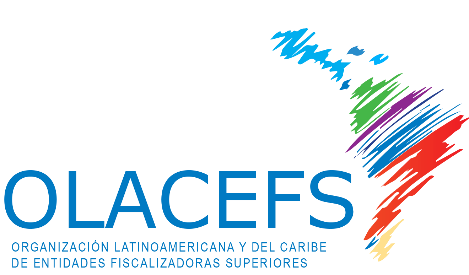 OLACEFS
ORGANIZACIÓN LATINOAMERICANA Y DEL CARIBE
DE ENTIDADES FISCALIZADORAS SUPERIORES